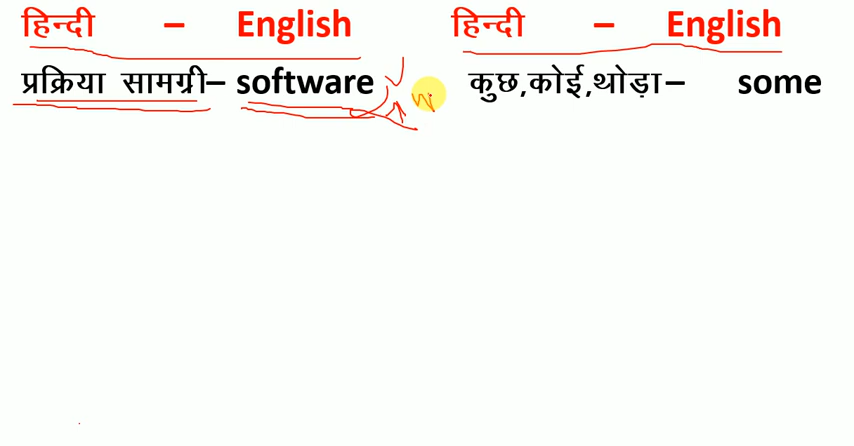 हिन्दी – English हिन्दी – English
प्रक्रिया सामग्री– software कुछ,कोई,थोड़ा– some